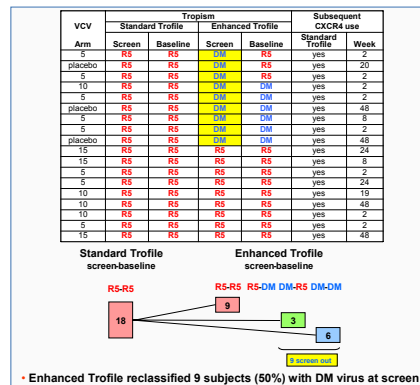 VCV Tropism Subsequent CXCR4 use
Standard Trofile Enhanced Trofile Standard Trofile Week
Arm Screen Baseline Screen Baseline
5 R5 R5 DM R5 yes 2
placebo R5 R5 DM R5 yes 20
5 R5 R5 DM R5 yes 2
10 R5 R5 DM DM yes 2
5 R5 R5 DM DM yes 2
placebo R5 R5 DM DM yes 48
5 R5 R5 DM DM yes 8
5 R5 R5 DM DM yes 2
placebo R5 R5 DM DM yes 48
15 R5 R5 R5 R5 yes 24
15 R5 R5 R5 R5 yes 8
5 R5 R5 R5 R5 yes 2
5 R5 R5 R5 R5 yes 24
10 R5 R5 R5 R5 yes 19
10 R5 R5 R5 R5 yes 48
10 R5 R5 R5 R5 yes 2
5 R5 R5 R5 R5 yes 2
15 R5 R5 R5 R5 yes 48
Standard Trofile Enhanced Trofile
screen-baseline screen-baseline
R5-R5 R5-R5 R5-DM DM-R5 DM-DM
9
18
3
6
9 screen out
• Enhanced Trofile reclassified 9 subjects (50%) with DM virus at screen